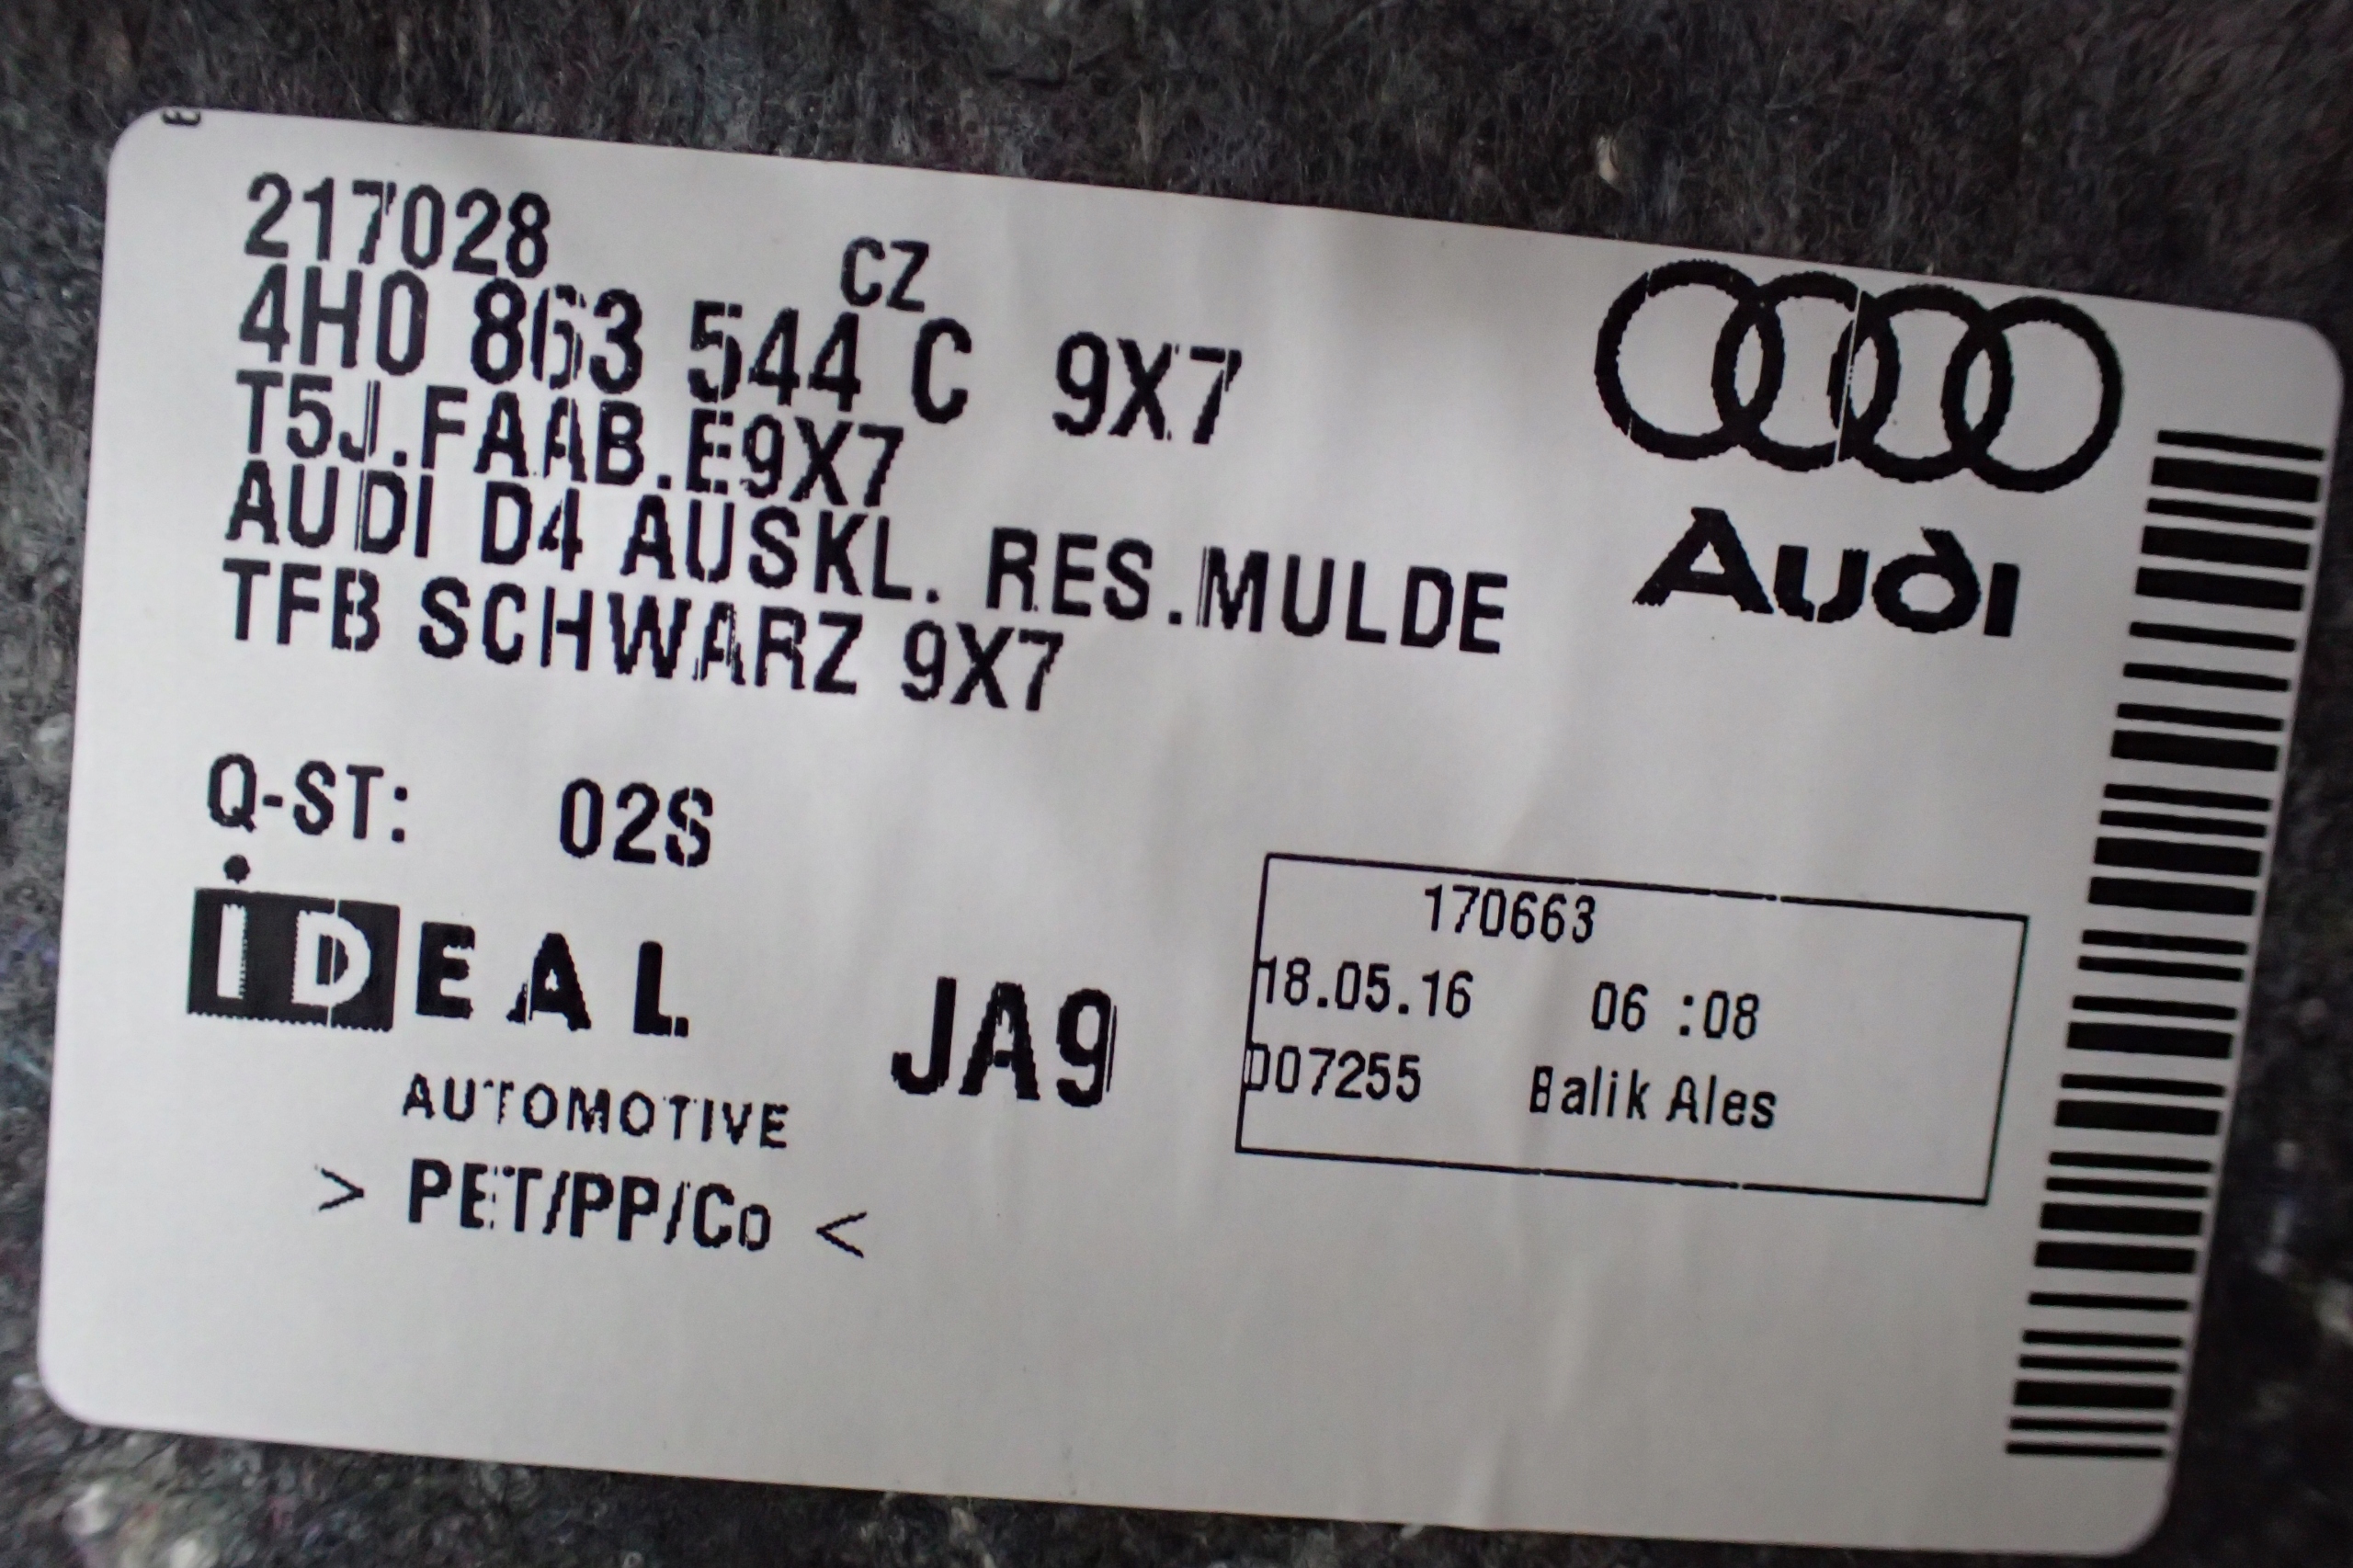 217028
CZ
4H0 863 544 C 9X7
T5J.FAAB.E9X7
AUDI D4 AUSKL. RES.MULDE
TFB SCHWARZ 9X7
Audi
Q-ST: 02S
iDEAL
AUTOMOTIVE
JA9
> PET/PP/Co <
170663
18.05.16 06 :08
007255 Balik Ales